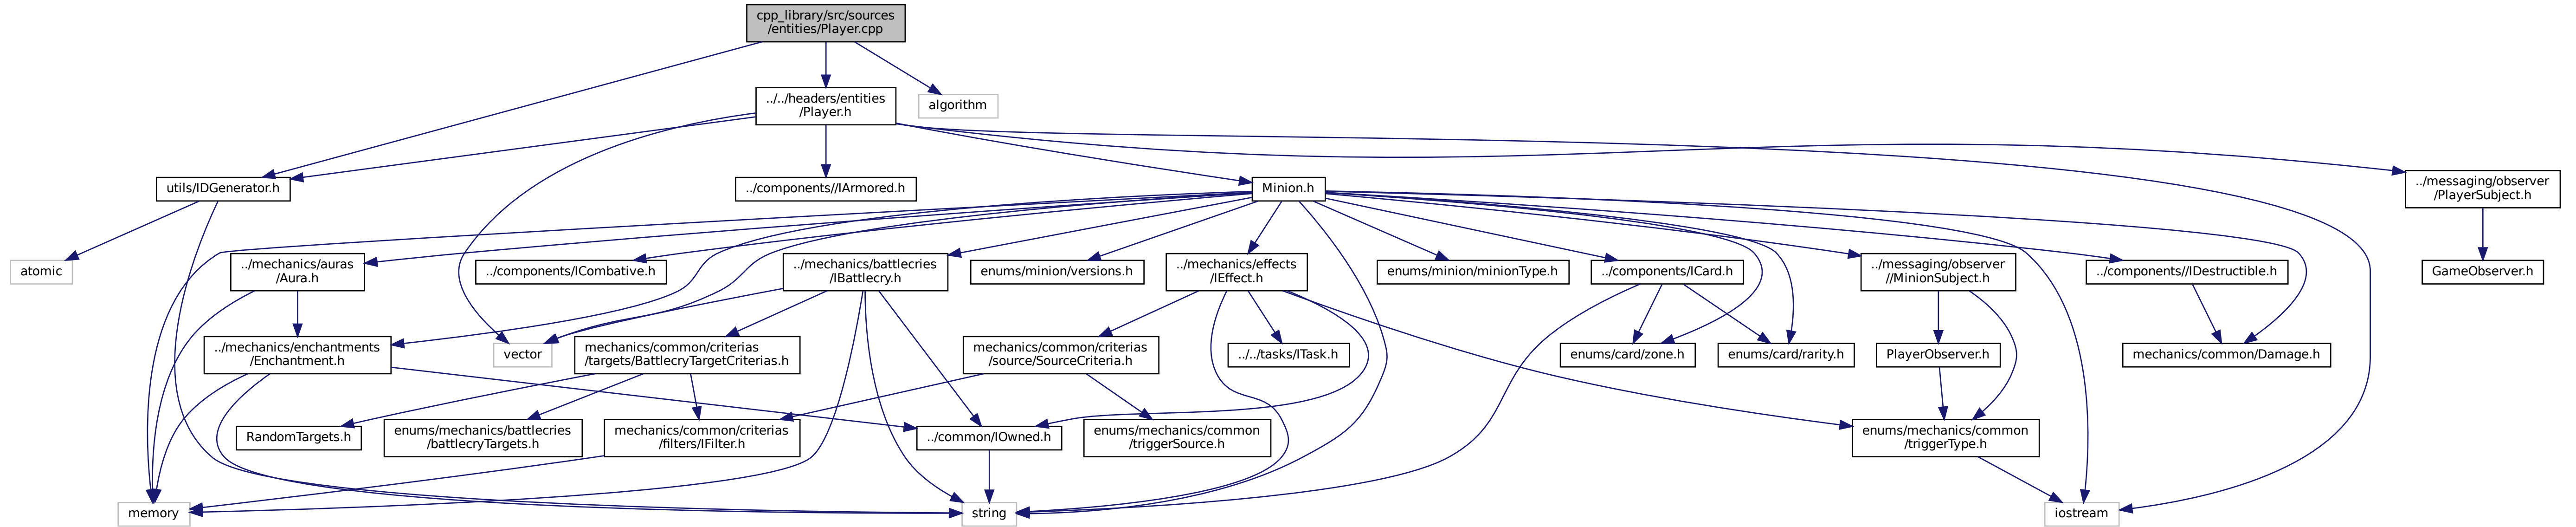 cpp_library/src/sources
/entities/Player.cpp
../../headers/entities
/Player.h
algorithm
utils/IDGenerator.h
../components//IArmored.h
Minion.h
../messaging/observer
/PlayerSubject.h
atomic
../mechanics/auras
/Aura.h
../components/ICombative.h
../mechanics/battlecries
/IBattlecry.h
enums/minion/versions.h
../mechanics/effects
/IEffect.h
enums/minion/minionType.h
../components/ICard.h
../messaging/observer
//MinionSubject.h
../components//IDestructible.h
GameObserver.h
../mechanics/enchantments
/Enchantment.h
vector
mechanics/common/criterias
/targets/BattlecryTargetCriterias.h
mechanics/common/criterias
/source/SourceCriteria.h
../../tasks/ITask.h
enums/card/zone.h
enums/card/rarity.h
PlayerObserver.h
mechanics/common/Damage.h
RandomTargets.h
enums/mechanics/battlecries
/battlecryTargets.h
mechanics/common/criterias
/filters/IFilter.h
../common/IOwned.h
enums/mechanics/common
/triggerSource.h
enums/mechanics/common
/triggerType.h
memory
string
iostream